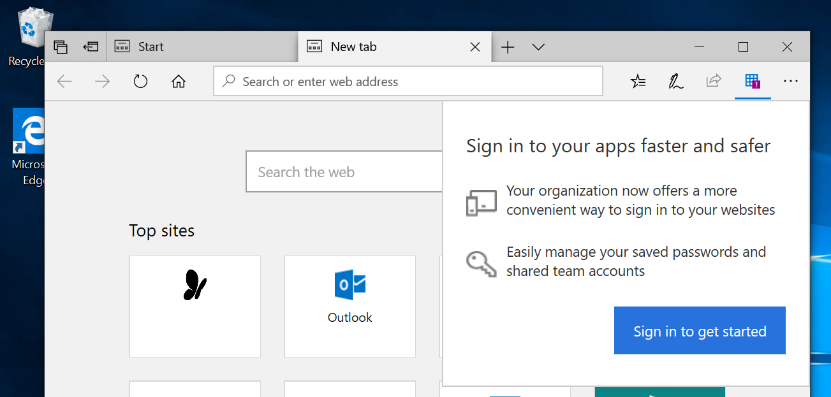 Recycle
Microso
Edge
Start
New tab
Search or enter web address
Search the web
Top sites
Outlook
Sign in to your apps faster and safer
Your organization now offers a more
convenient way to sign in to your websites
Easily manage your saved passwords and
shared team accounts
Sign in to get started